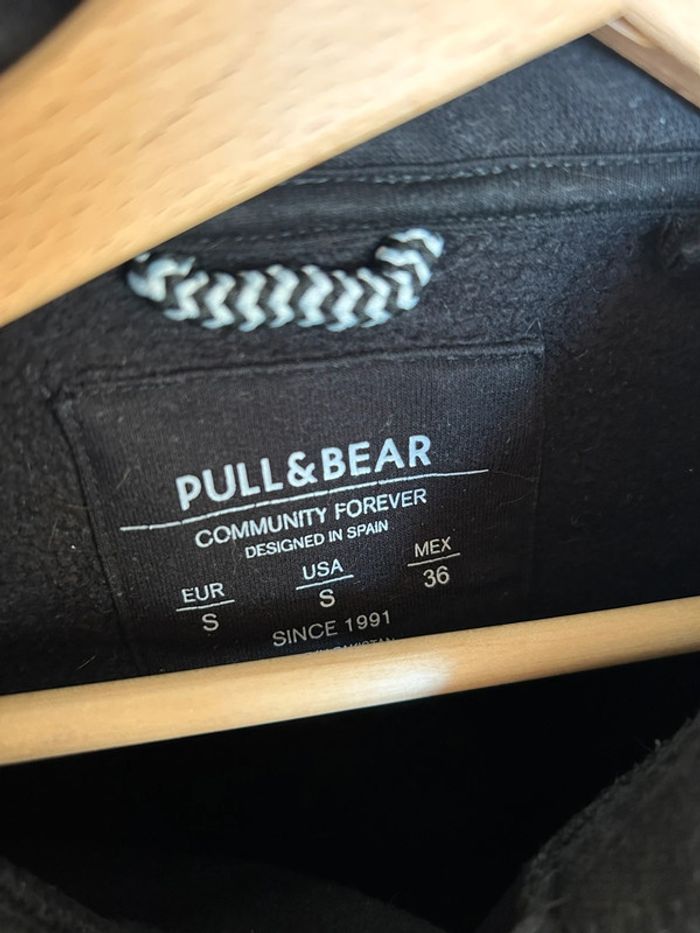 PULL&BEAR
COMMUNITY FOREVER
DESIGNED IN SPAIN
EUR USA MEX
S S 36
SINCE 1991